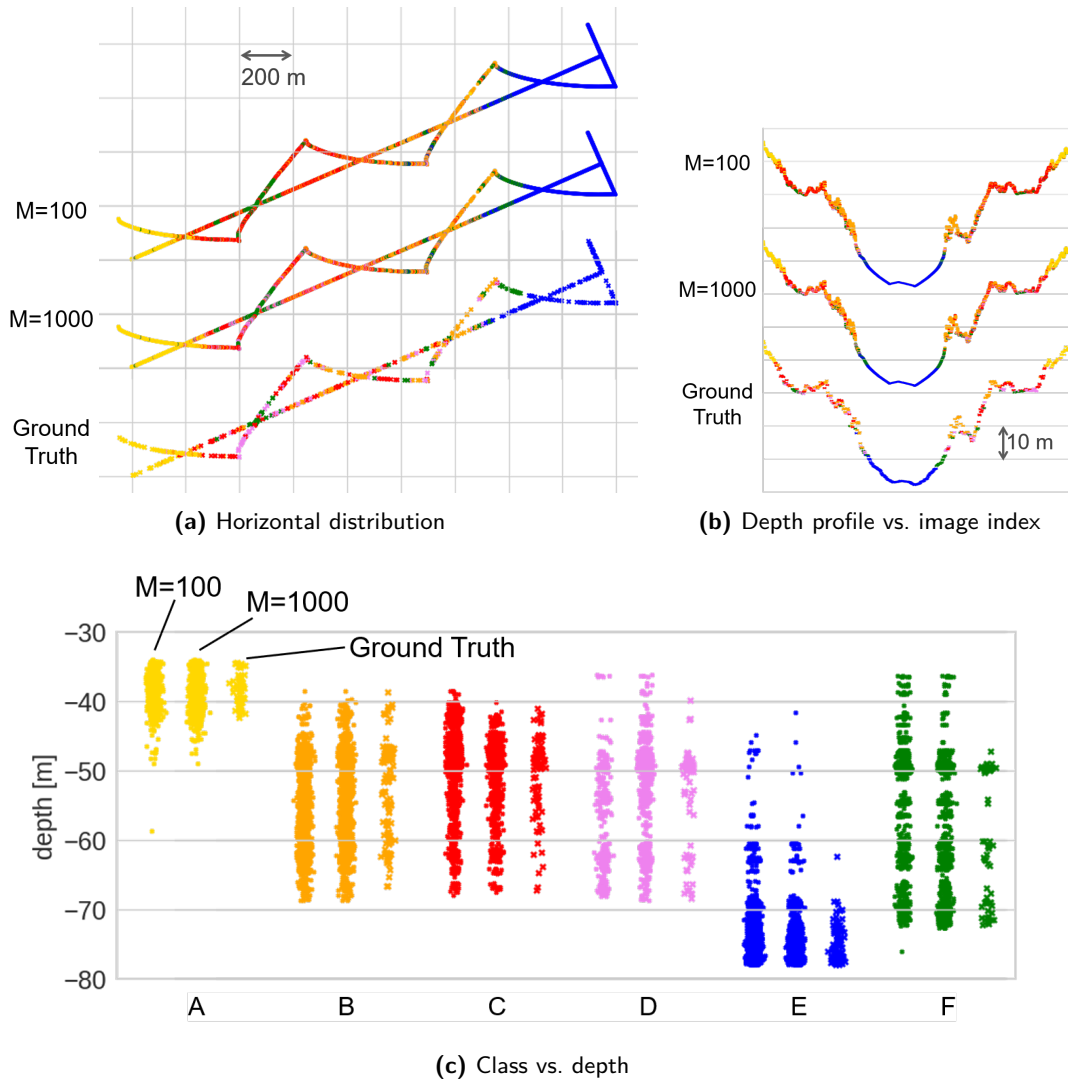 200 m
M=100
M=1000
Ground
Truth
(a) Horizontal distribution
M=100
M=1000
Ground
Truth
10 m
(b) Depth profile vs. image index
M=100
M=1000
Ground Truth
−30
−40
−50
−60
−70
−80
depth [m]
A B C D E F
(c) Class vs. depth